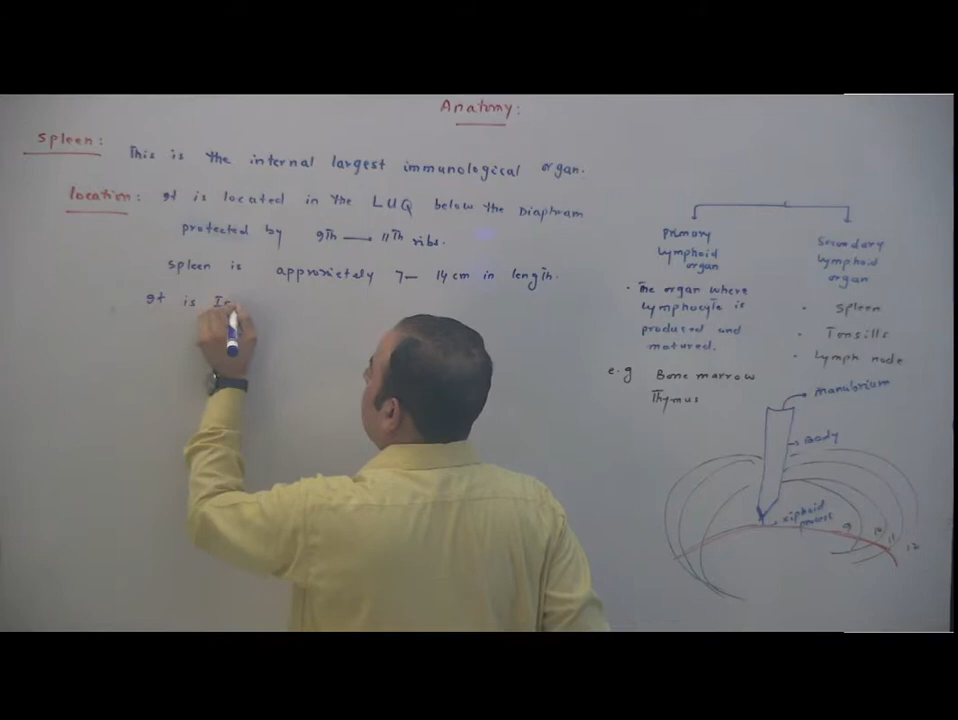 Anatomy:
Spleen:
This is the internal largest immunological organ.
location: It is located in the LUQ below the Diaphram
protected by 9Th — 11Th ribs.
Spleen is approxietely 7— 14 cm in length.
It is
Primary
Lymphoid
organ
• The organ where
lymphocyte is
produced and
matured.
e.g Bone marrow
Thymus
Secondary
Lymphoid
organ
• Spleen
• Tonsills
• Lymph node
manubrium
Body
xiphoid
process
9
10
11
12